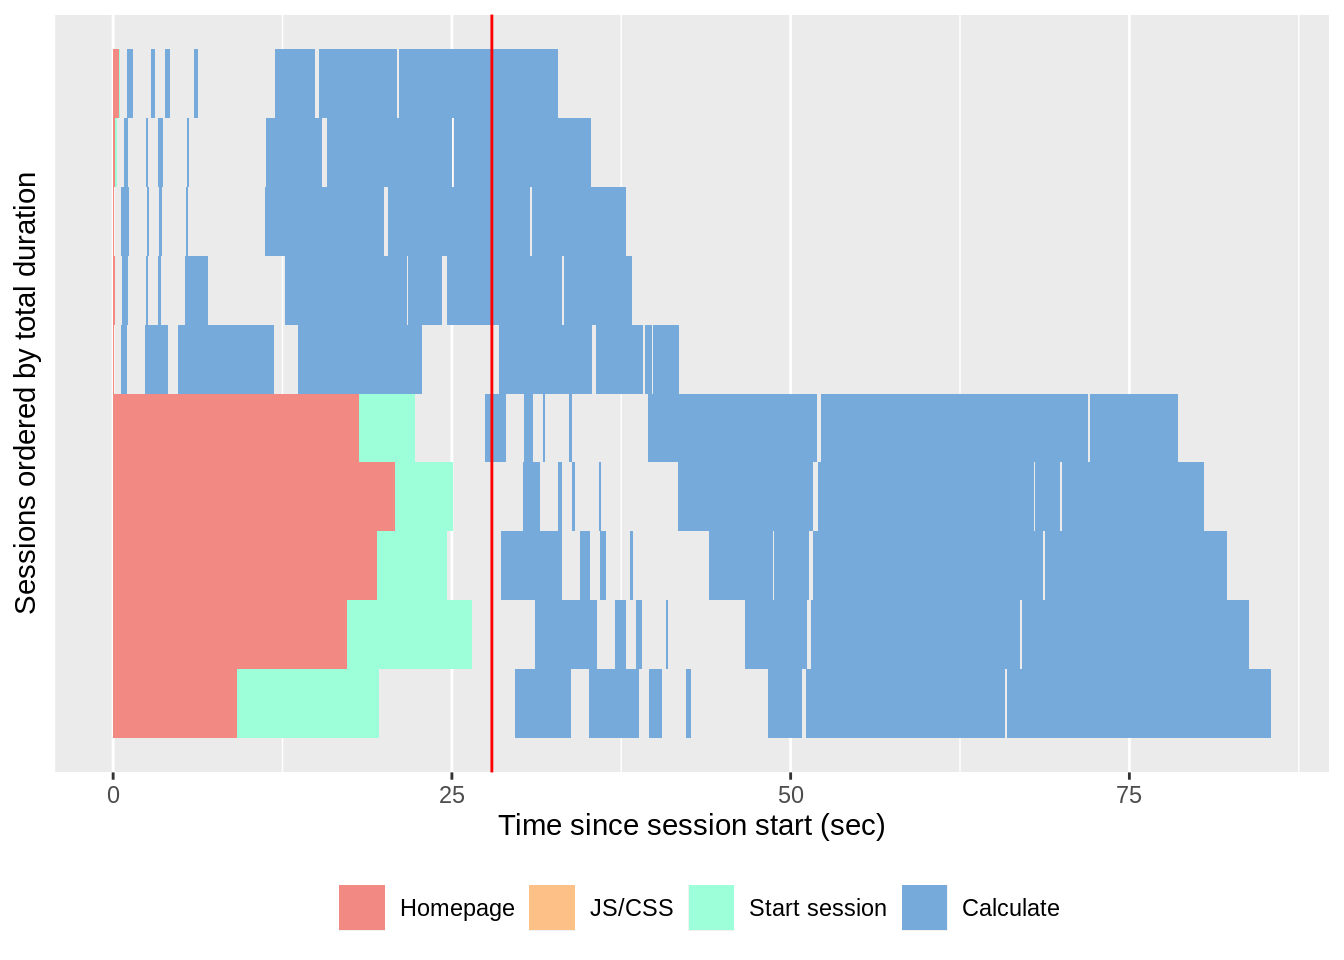 Sessions ordered by total duration
0 25 50 75
Time since session start (sec)
Homepage JS/CSS Start session Calculate